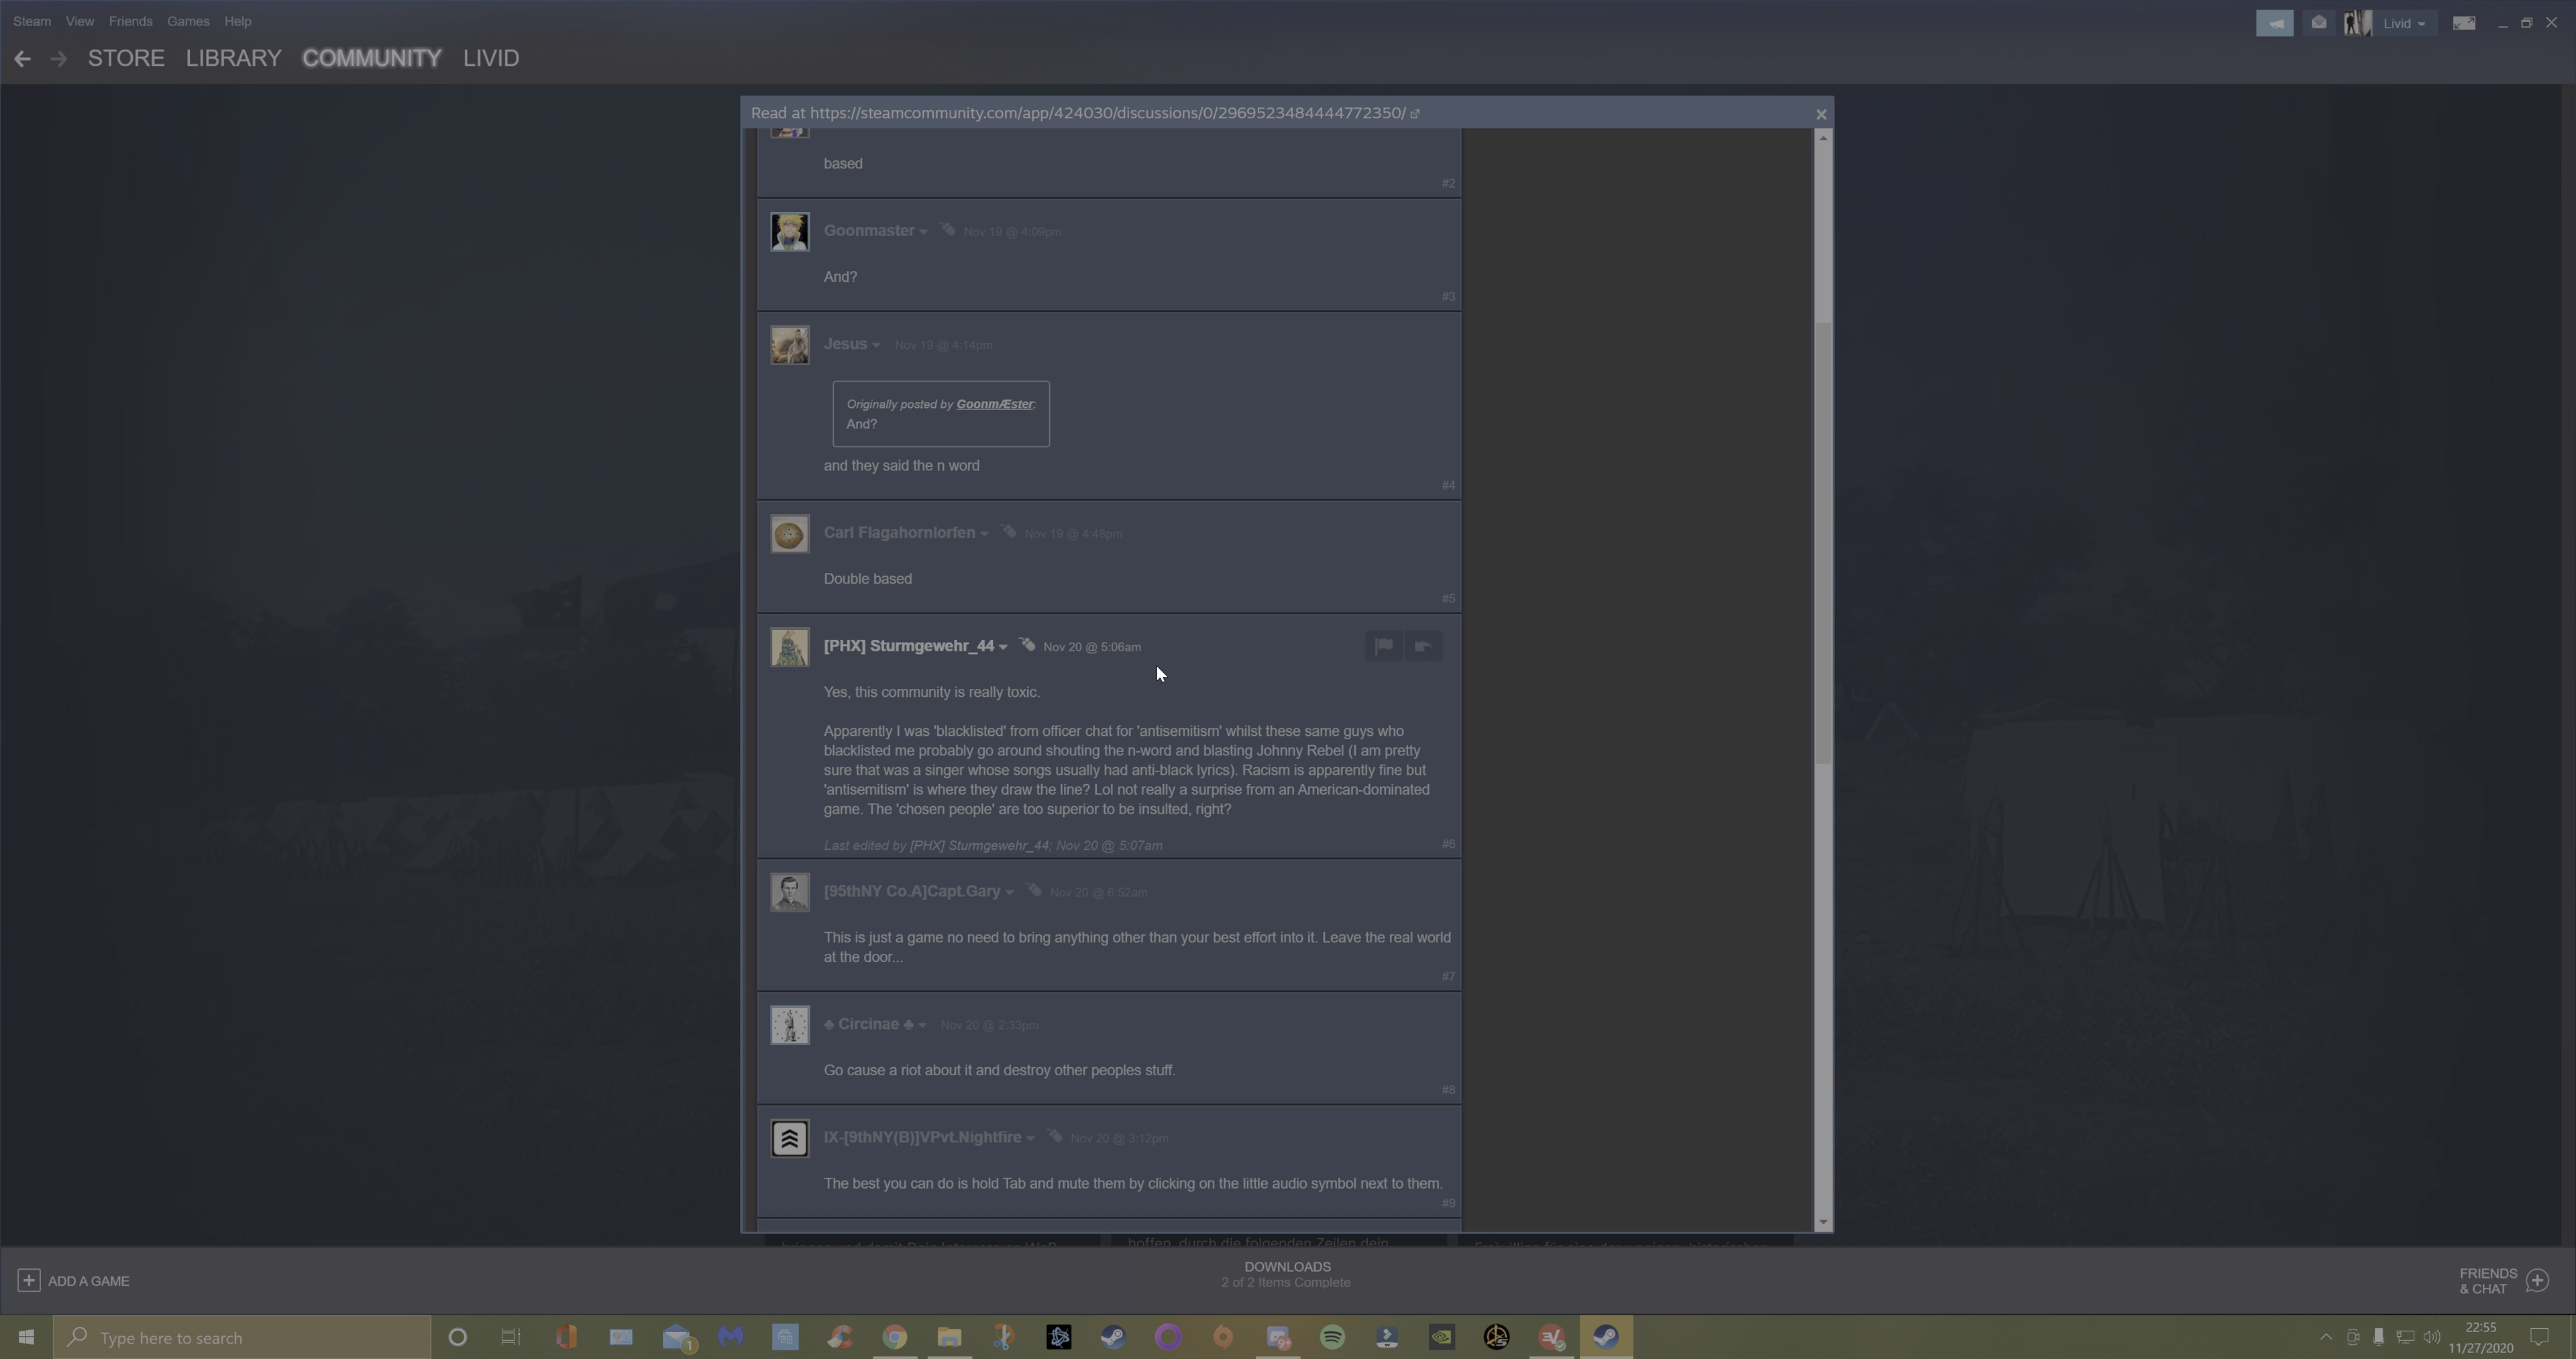 Steam View Friends Games Help
Livid
STORE LIBRARY COMMUNITY LIVID
Read at https://steamcommunity.com/app/424030/discussions/0/2969523484444772350/
based
#2
Goonmaster Nov 19 @ 4:09pm
And?
#3
Jesus Nov 19 @ 4:14pm
Originally posted by GoonmÆster:
And?
and they said the n word
#4
Carl Flagahornlorfen Nov 19 @ 4:48pm
Double based
#5
[PHX] Sturmgewehr_44 Nov 20 @ 5:06am
Yes, this community is really toxic.
Apparently I was 'blacklisted' from officer chat for 'antisemitism' whilst these same guys who
blacklisted me probably go around shouting the n-word and blasting Johnny Rebel (I am pretty
sure that was a singer whose songs usually had anti-black lyrics). Racism is apparently fine but
'antisemitism' is where they draw the line? Lol not really a surprise from an American-dominated
game. The 'chosen people' are too superior to be insulted, right?
Last edited by [PHX] Sturmgewehr_44; Nov 20 @ 5:07am
#6
[95thNY Co.A]Capt.Gary Nov 20 @ 6:52am
This is just a game no need to bring anything other than your best effort into it. Leave the real world
at the door...
#7
♣ Circinae ♣ Nov 20 @ 2:33pm
Go cause a riot about it and destroy other peoples stuff.
#8
IX-[9thNY(B)]VPvt.Nightfire Nov 20 @ 3:12pm
The best you can do is hold Tab and mute them by clicking on the little audio symbol next to them.
#9
hoffen, durch die folgenden Zeilen dein
ADD A GAME
DOWNLOADS
2 of 2 Items Complete
FRIENDS
& CHAT
Type here to search
1
9+
22:55
11/27/2020